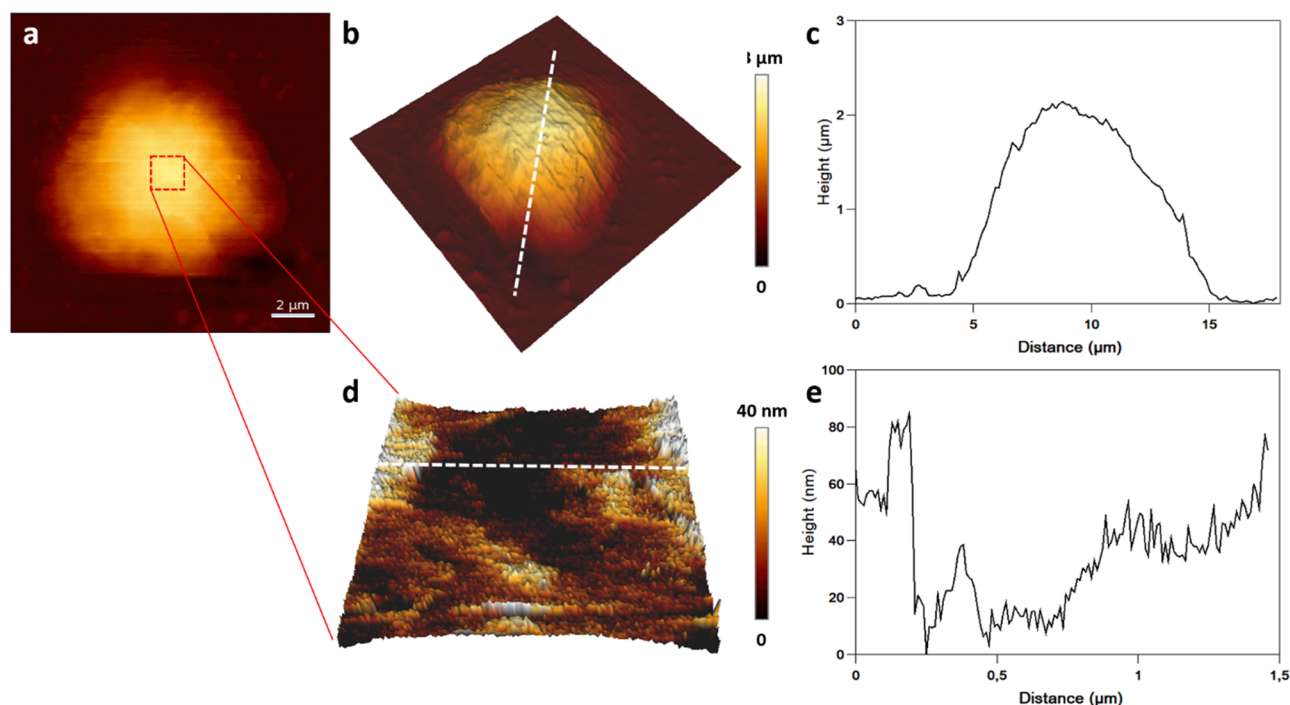 a
2 μm
b
μm
0
c
3
2
1
0
Height (μm)
0 5 10 15
Distance (μm)
d
40 nm
0
e
100
80
60
40
20
0
Height (nm)
0 0,5 1 1,5
Distance (μm)